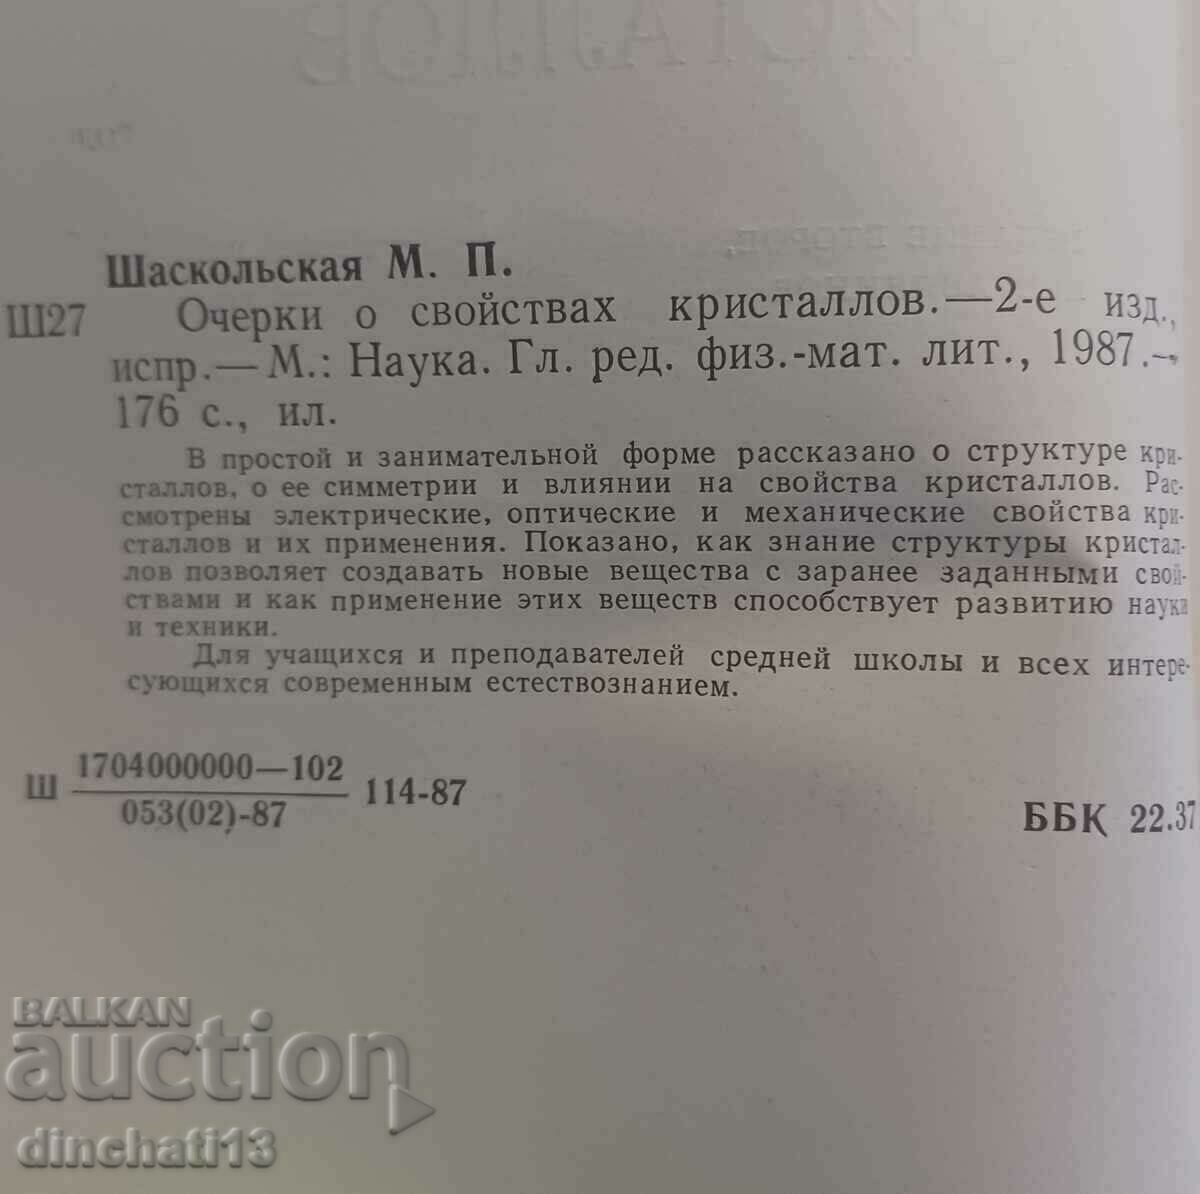 Шаскольская М. П.
Ш27 Очерки о свойствах кристаллов.—2-е изд.,
испр.—М.: Наука. Гл. ред. физ.-мат. лит., 1987.—
176 с., ил.
В простой и занимательной форме рассказано о структуре кри-
сталлов, о ее симметрии и влиянии на свойства кристаллов. Рас-
смотрены электрические, оптические и механические свойства кри-
сталлов и их применения. Показано, как знание структуры кристал-
лов позволяет создавать новые вещества с заранее заданными свой-
ствами и как применение этих веществ способствует развитию науки
и техники.
Для учащихся и преподавателей средней школы и всех интере-
сующихся современным естествознанием.
Ш 1704000000—102
053(02)-87 114-87
ББК 22.37
BALKAN
auction
dinchati13